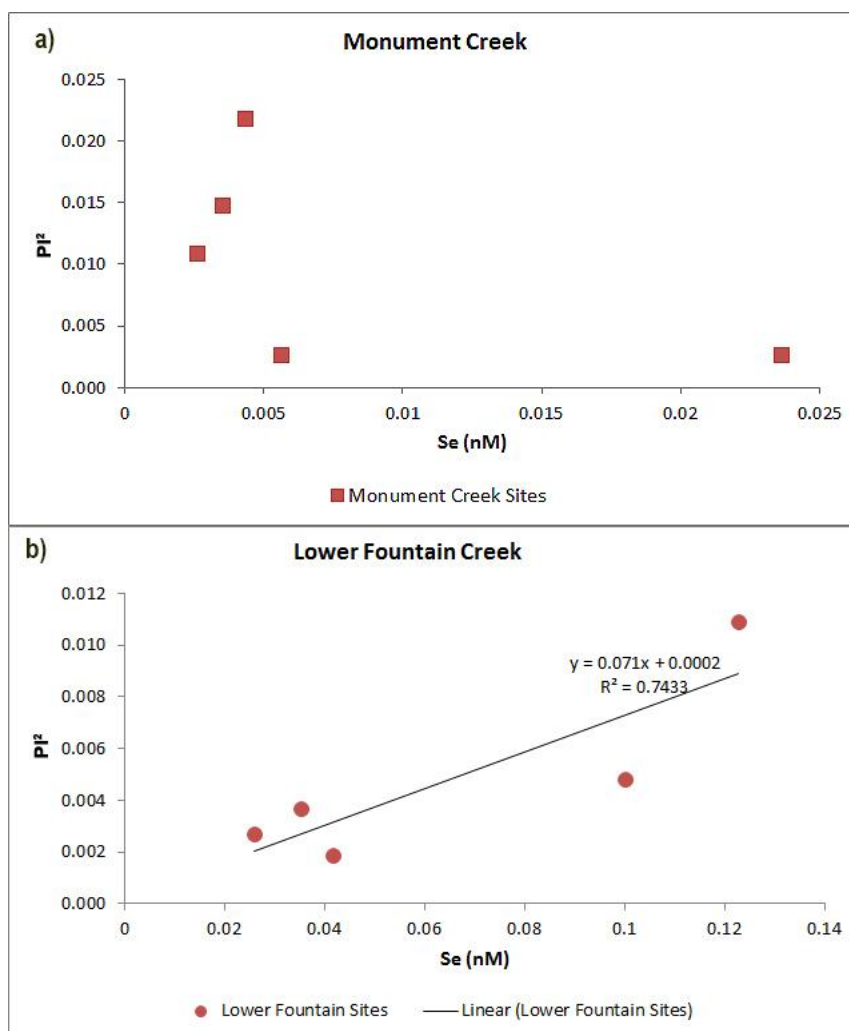 a)
Monument Creek
0.025
0.020
0.015
0.010
0.005
0.000
PI²
0 0.005 0.01 0.015 0.02 0.025
Se (nM)
Monument Creek Sites
b)
Lower Fountain Creek
0.012
0.010
0.008
0.006
0.004
0.002
0.000
PI²
y = 0.071x + 0.0002
R² = 0.7433
0 0.02 0.04 0.06 0.08 0.1 0.12 0.14
Se (nM)
Lower Fountain Sites Linear (Lower Fountain Sites)